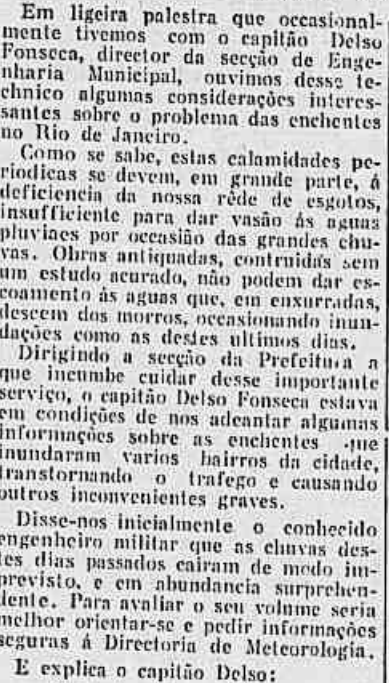 Em ligeira palestra que occasional-
mente tivemos com o capitão Delso
Fonseca, director da secção de Enge-
nharia Municipal, ouvimos desse te-
chnico algumas considerações interes-
santes sobre o problema das enchentes
no Rio de Janeiro.
Como se sabe, estas calamidades pe-
riodicas se devem, em grande parte, á
deficiencia da nossa rêde de esgotos,
insufficiente para dar vasão ás aguas
pluviaes por occasião das grandes chu-
vas. Obras antiquadas, contruidas sem
um estudo acurado, não podem dar es-
coamento ás aguas que, em enxurradas,
descem dos morros, occasionando inun-
dações como as destes ultimos dias.
Dirigindo a secção da Prefeitura a
que incumbe cuidar desse importante
serviço, o capitão Delso Fonseca estava
em condições de nos adeantar algumas
informações sobre as enchentes que
inundaram varios bairros da cidade,
transtornando o trafego e causando
outros inconvenientes graves.
Disse-nos inicialmente o conhecido
engenheiro militar que as chuvas des-
tes dias passados cairam de modo im-
previsto, e em abundancia surprehen-
dente. Para avaliar o seu volume seria
melhor orientar-se e pedir informações
seguras á Directoria de Meteorologia.
E explica o capitão Delso: